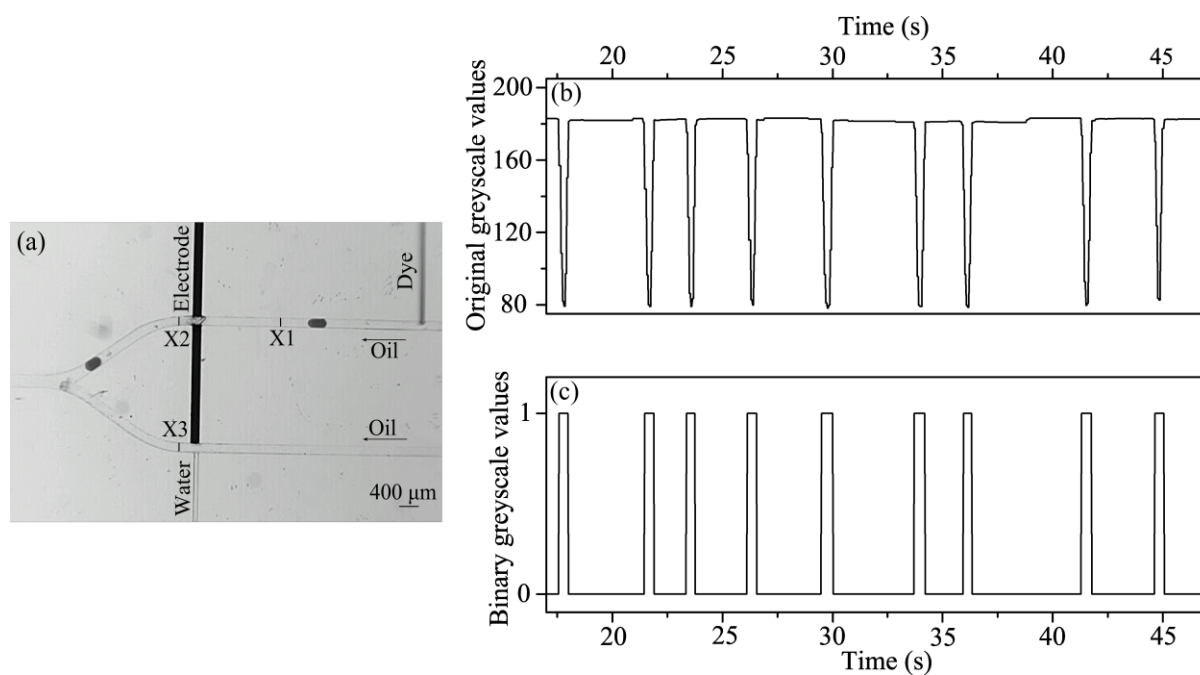 (a)
Electrode
Dye
X2
X1
Oil
X3
Oil
Water
400 μm
Time (s)
20 25 30 35 40 45
Original greyscale values
200
160
120
80
(b)
Binary greyscale values
1
0
(c)
20 25 30 35 40 45
Time (s)